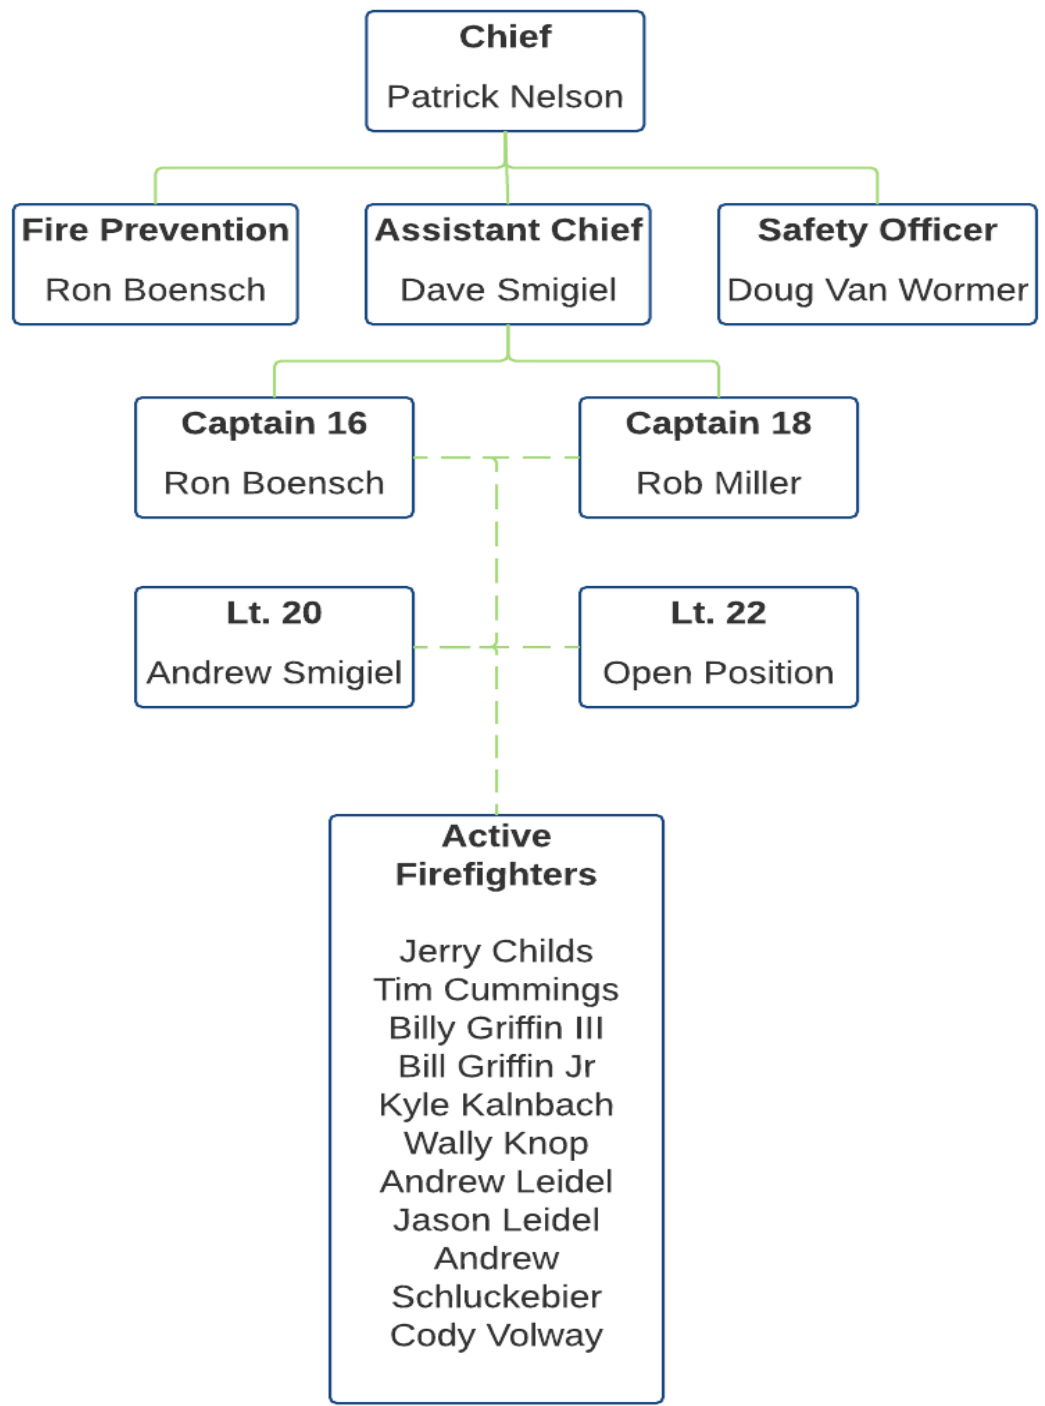 Chief
Patrick Nelson
Fire Prevention
Ron Boensch
Assistant Chief
Dave Smigiel
Safety Officer
Doug Van Wormer
Captain 16
Ron Boensch
Captain 18
Rob Miller
Lt. 20
Andrew Smigiel
Lt. 22
Open Position
Active
Firefighters
Jerry Childs
Tim Cummings
Billy Griffin III
Bill Griffin Jr
Kyle Kalnbach
Wally Knop
Andrew Leidel
Jason Leidel
Andrew
Schluckebier
Cody Volway